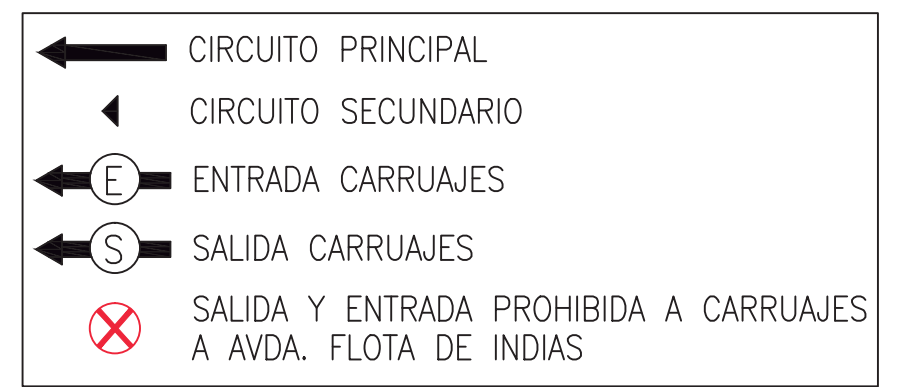 CIRCUITO PRINCIPAL
CIRCUITO SECUNDARIO
E ENTRADA CARRUAJES
S SALIDA CARRUAJES
SALIDA Y ENTRADA PROHIBIDA A CARRUAJES
A AVDA. FLOTA DE INDIAS